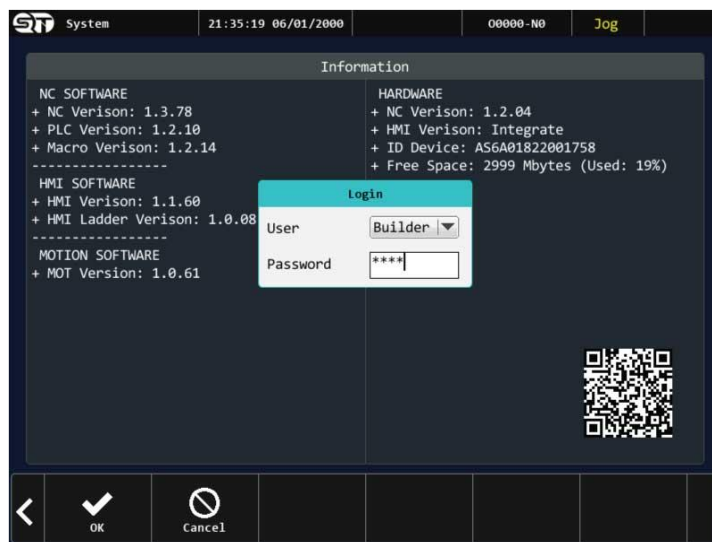 STT System 21:35:19 06/01/2000 O0000-N0 Jog
Information
NC SOFTWARE
+ NC Verison: 1.3.78
+ PLC Verison: 1.2.10
+ Macro Verison: 1.2.14
-----------------
HMI SOFTWARE
+ HMI Verison: 1.1.60
+ HMI Ladder Verison: 1.0.08
-----------------
MOTION SOFTWARE
+ MOT Version: 1.0.61
HARDWARE
+ NC Verison: 1.2.04
+ HMI Verison: Integrate
+ ID Device: AS6A01822001758
+ Free Space: 2999 Mbytes (Used: 19%)
Login
User Builder
Password ****
OK Cancel